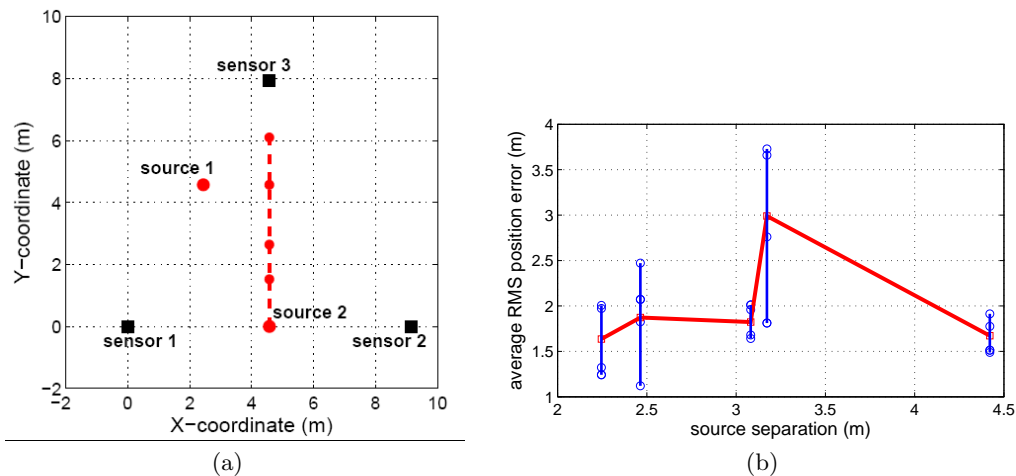 10
8
6
4
2
0
−2
−2
0
2
4
6
8
10
Y−coordinate (m)
X−coordinate (m)
sensor 3
source 1
source 2
sensor 1
sensor 2
(a)
4
3.5
3
2.5
2
1.5
1
2
2.5
3
3.5
4
4.5
average RMS position error (m)
source separation (m)
(b)